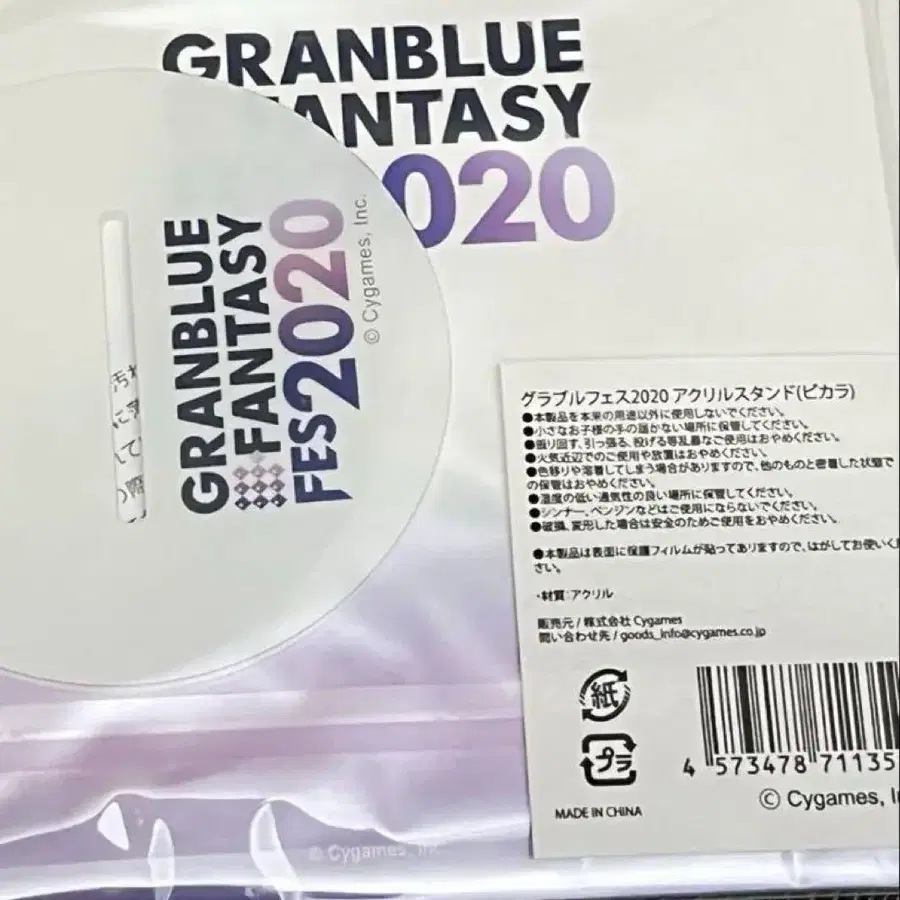 GRANBLUE
FANTASY
2020
GRANBLUE
FANTASY
FES2020
© Cygames, Inc.
グラブルフェス2020 アクリルスタンド(ビカラ)
●本製品を本来の用途以外に使用しないでください。
●小さなお子様の手の届かない場所に保管してください。
●振り回す、引っ張る、投げる等乱暴なご使用はおやめください。
●火気近辺でのご使用や放置はおやめください。
●色移りや溶着してしまう場合がありますので、他のものと密着した状態で
の保管はおやめください。
●温度の低い通気性の良い場所に保管してください。
●シンナー、ベンジンなどはご使用にならないでください。
●破損、変形した場合は安全のためご使用をおやめください。
●本製品は表面に保護フィルムが貼ってありますので、はがしてお使いく
さい。
・材質：アクリル
販売元 / 株式会社 Cygames
問い合わせ先 / goods_info@cygames.co.jp
紙
プラ
4 573478 71135
MADE IN CHINA
© Cygames, I
© Cygames, Inc.